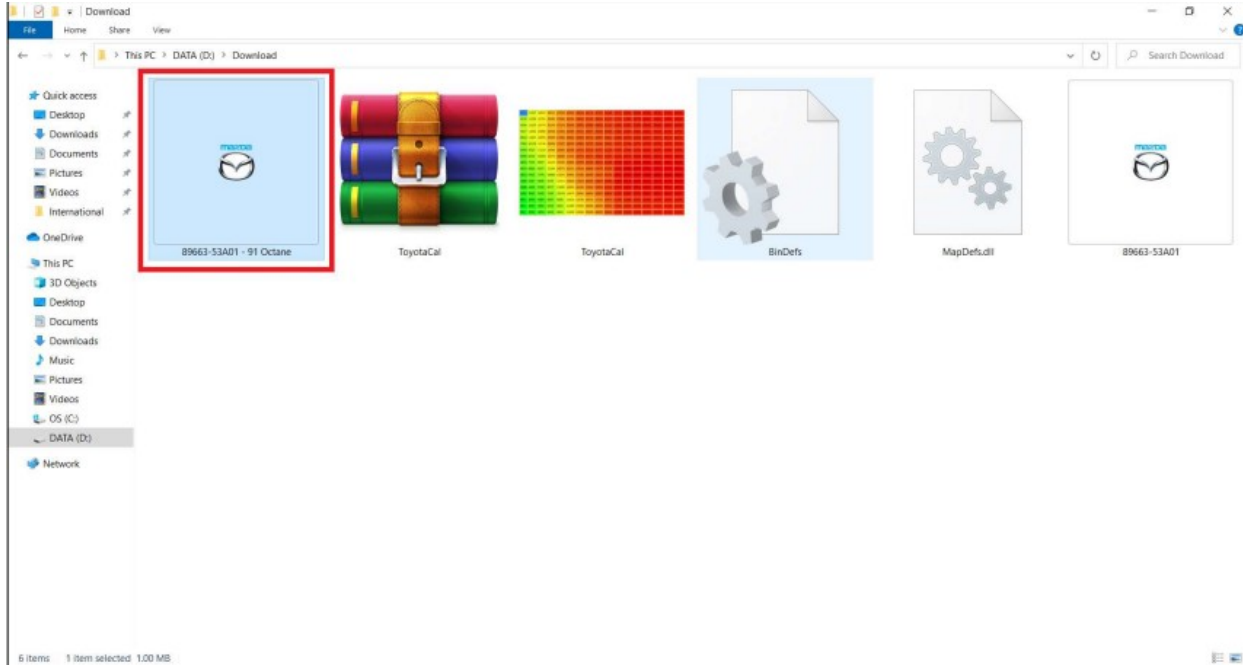 Download
File Home Share View
This PC > DATA (D:) > Download
Search Download
Quick access
Desktop
Downloads
Documents
Pictures
Videos
International
OneDrive
This PC
3D Objects
Desktop
Documents
Downloads
Music
Pictures
Videos
OS (C:)
DATA (D:)
Network
89663-53A01 - 91 Octane
ToyotaCal
ToyotaCal
BinDefs
MapDefs.dll
89663-53A01
6 items 1 item selected 1.00 MB